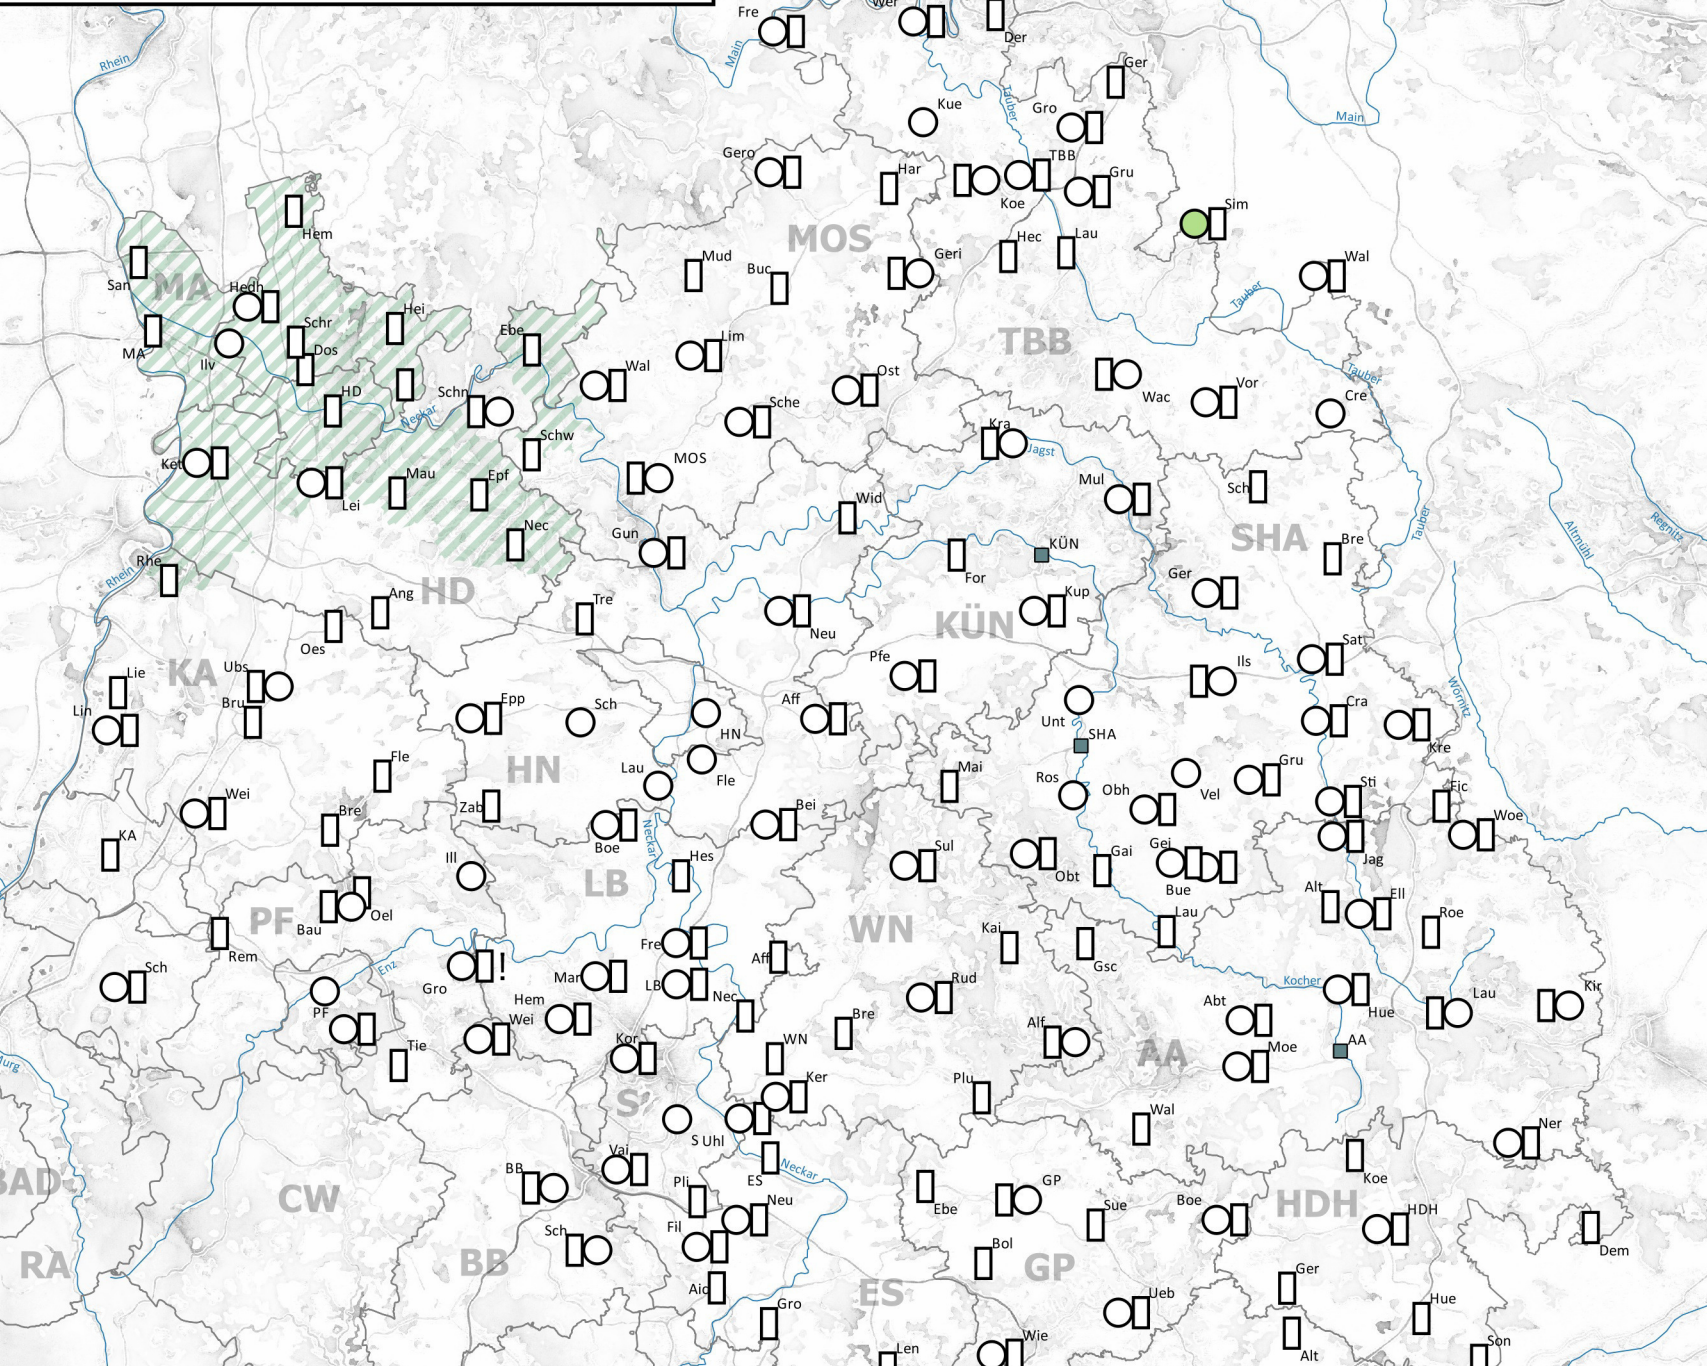 Fre
Wer
Der
Main
Rhein
Ger
Tauber
Kue
Gro
Main
Gero
Har
TBB
Gru
Koe
Sim
Hem
Hec
Lau
MOS
Mud
Buc
Geri
Wal
San
MA
Hedh
Tauber
Schr
Hei
Ebe
MA
Dos
Ilv
Lim
TBB
Wal
Ost
Tauber
HD
Schn
Neckar
Sche
Wac
Vor
Cre
Schw
Kra
Jagst
Ket
MOS
Mau
Epf
Mul
Sch
Lei
Wid
Nec
Gun
Tauber
Altmühl
Regnitz
SHA
KÜN
Bre
Rhe
Rhein
For
Ger
HD
Ang
Tre
Kup
Neu
KÜN
Oes
Sat
KA
Lie
Ubs
Pfe
Ils
Lin
Bru
Epp
Sch
Aff
Wörnitz
HN
Unt
SHA
Cra
Kre
Fle
HN
Lau
Fle
Mai
Ros
Obh
Vel
Gru
Sti
Fic
Wei
Bre
Zab
Boe
Neckar
Bei
Woe
KA
Ill
LB
Hes
Sul
Obt
Gai
Gei
Bue
Jag
PF
Bau
Oel
Alt
Ell
Roe
Rem
WN
Kai
Lau
Fre
Gsc
Sch
Enz
Gro
!
Mar
LB
Aff
Rud
Kocher
Hue
Lau
Kir
PF
Hem
Wei
Nec
Bre
Alf
Abt
Tie
Kor
WN
AA
Moe
AA
Murg
S
Ker
Plu
Wal
S
Uhl
Ner
Vai
Neckar
Koe
BAD
CW
BB
Pli
ES
Ebe
GP
Sue
Boe
HDH
HDH
Neu
Sch
Fil
Dem
RA
BB
Aic
Bol
GP
Ger
ES
Gro
Ueb
Hue
Len
Wie
Alt
Son